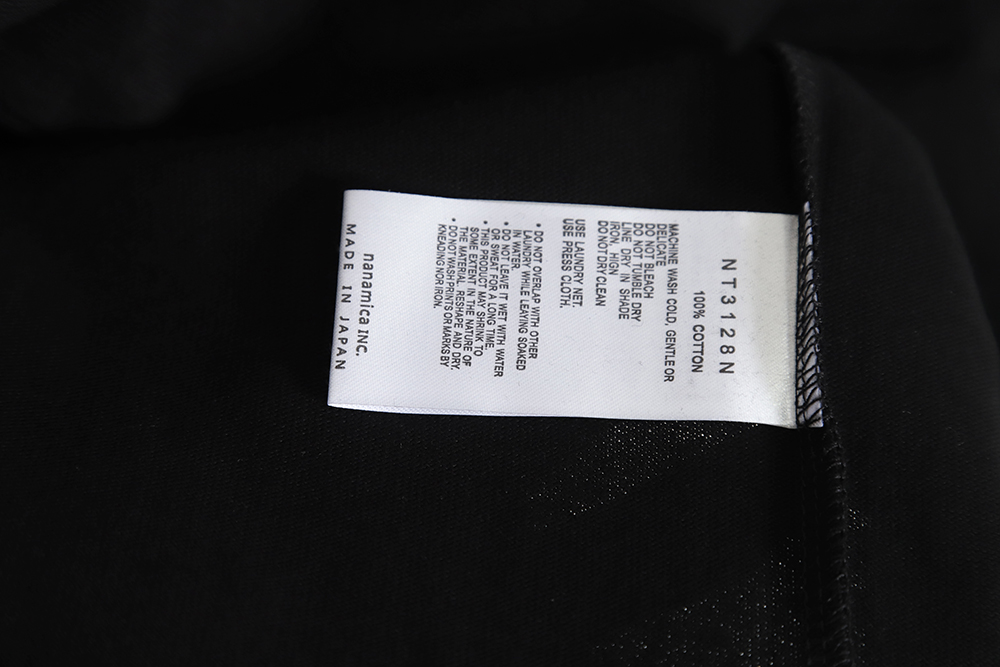 NT3128N
100% COTTON
MACHINE WASH COLD, GENTLE OR
DELICATE
DO NOT BLEACH
DO NOT TUMBLE DRY
LINE DRY IN SHADE
IRON, HIGH
DO NOT DRY CLEAN
USE LAUNDRY NET.
USE PRESS CLOTH.
• DO NOT OVERLAP WITH OTHER
LAUNDRY WHILE LEAVING SOAKED
IN WATER.
• DO NOT LEAVE IT WET WITH WATER
OR SWEAT FOR A LONG TIME.
• THIS PRODUCT MAY SHRINK TO
SOME EXTENT IN THE NATURE OF
THE MATERIAL. RESHAPE AND DRY.
• DO NOT WASH PRINTS OR MARKS BY
KNEADING NOR IRON.
nanamica INC.
MADE IN JAPAN